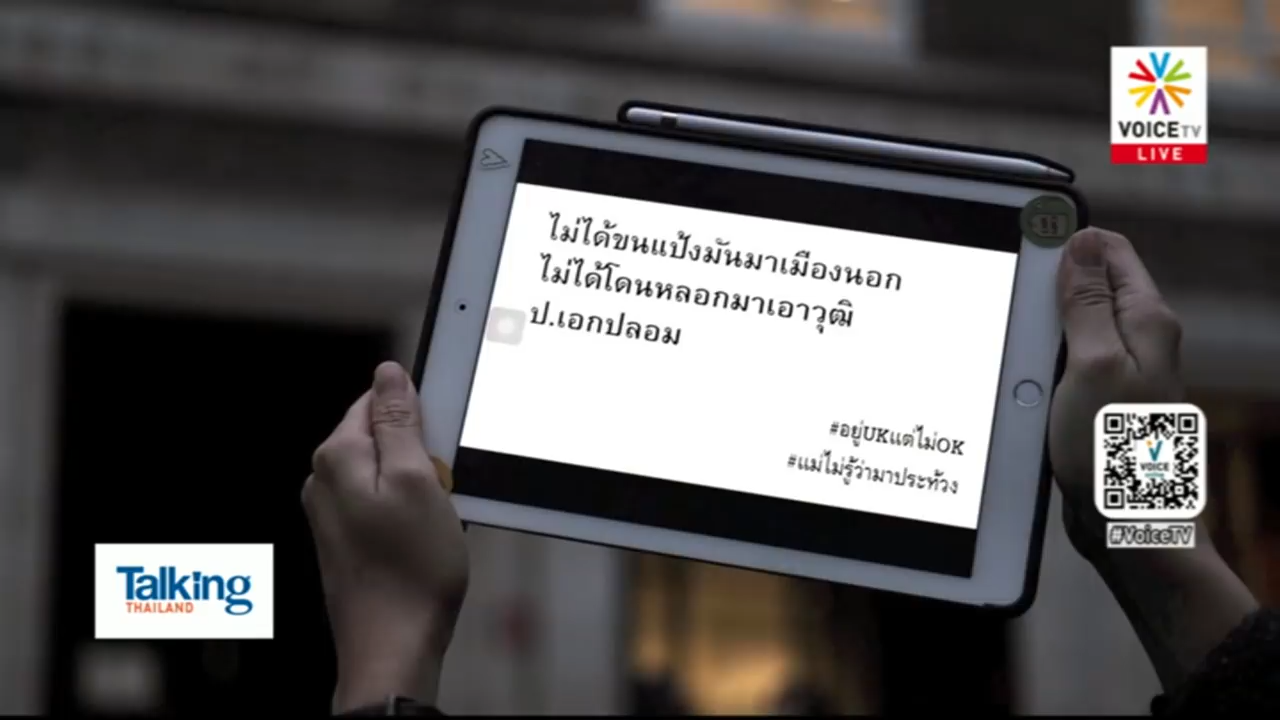 VOICE TV
LIVE
ไม่ได้ขนแป้งมันมาเมืองนอก
ไม่ได้โดนหลอกมาเอาวุฒิ
ป.เอกปลอม
#อยู่UKแต่ไม่OK
#แม่ไม่รู้ว่ามาประท้วง
VOICE
#VoiceTV
Talking
THAILAND